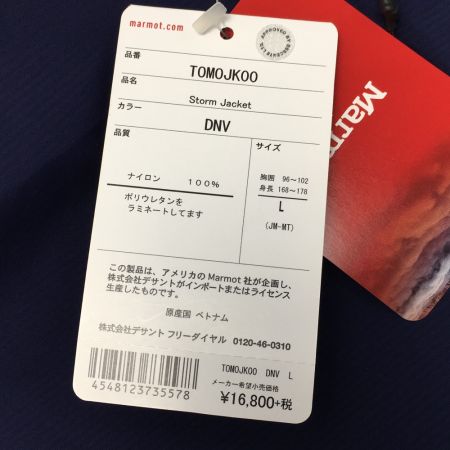 marmot.com
APPROVED BY DESCENTE LTD.
品番 TOMOJK00
品名 Storm Jacket
カラー DNV
品質
ナイロン 100%
ポリウレタンを
ラミネートしてます
サイズ
胸囲 96~102
身長 168~178
L
(JM-MT)
この製品は、アメリカのMarmot社が企画し、
株式会社デサントがインポートまたはライセンス
生産したものです。
原産国 ベトナム
株式会社デサント フリーダイヤル 0120-46-0310
4548123735578
TOMOJK00 DNV L
メーカー希望小売価格
¥16,800+税
Marm